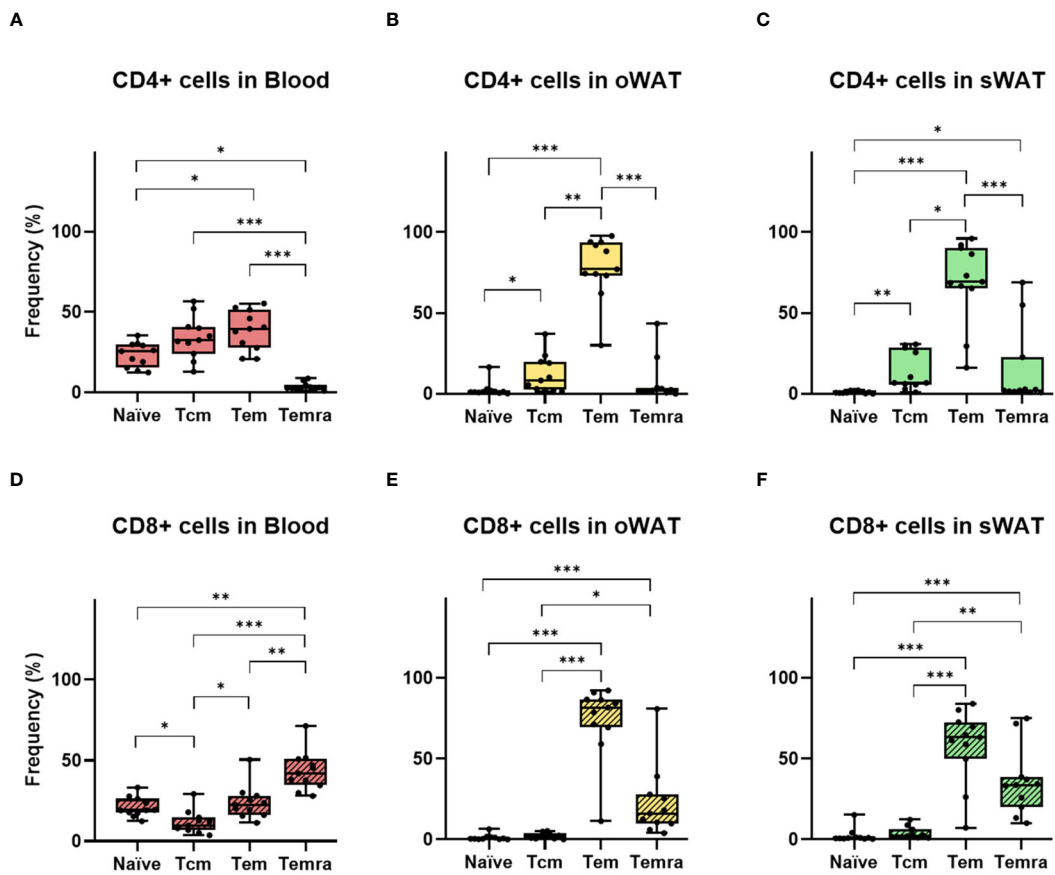 A
B
C
CD4+ cells in Blood
CD4+ cells in oWAT
CD4+ cells in sWAT
Frequency (%)
*
*
***
***
100
50
0
Naïve Tcm Tem Temra
***
***
**
*
100
50
0
Naïve Tcm Tem Temra
*
***
***
*
**
100
50
0
Naïve Tcm Tem Temra
D
E
F
CD8+ cells in Blood
CD8+ cells in oWAT
CD8+ cells in sWAT
Frequency (%)
**
***
**
*
*
100
50
0
Naïve Tcm Tem Temra
***
*
***
***
100
50
0
Naïve Tcm Tem Temra
***
**
***
***
100
50
0
Naïve Tcm Tem Temra